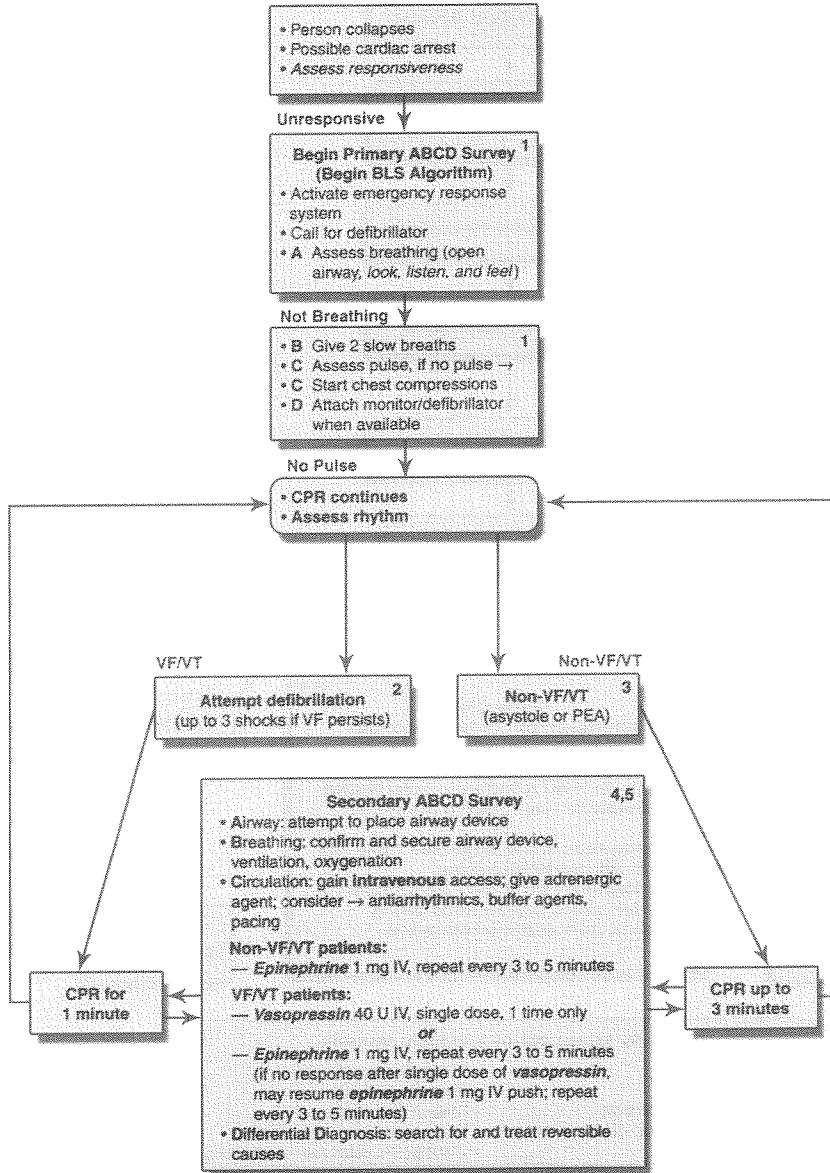 • Person collapses
• Possible cardiac arrest
• Assess responsiveness
Unresponsive
1
Begin Primary ABCD Survey
(Begin BLS Algorithm)
• Activate emergency response
system
• Call for defibrillator
• A Assess breathing (open
airway, look, listen, and feel)
Not Breathing
1
• B Give 2 slow breaths
• C Assess pulse, if no pulse →
• C Start chest compressions
• D Attach monitor/defibrillator
when available
No Pulse
• CPR continues
• Assess rhythm
VF/VT
Non-VF/VT
Attempt defibrillation 2
(up to 3 shocks if VF persists)
Non-VF/VT 3
(asystole or PEA)
Secondary ABCD Survey 4,5
• Airway: attempt to place airway device
• Breathing: confirm and secure airway device,
ventilation, oxygenation
• Circulation: gain intravenous access; give adrenergic
agent; consider → antiarrhythmics, buffer agents,
pacing
Non-VF/VT patients:
— Epinephrine 1 mg IV, repeat every 3 to 5 minutes
VF/VT patients:
— Vasopressin 40 U IV, single dose, 1 time only
or
— Epinephrine 1 mg IV, repeat every 3 to 5 minutes
(if no response after single dose of vasopressin,
may resume epinephrine 1 mg IV push; repeat
every 3 to 5 minutes)
• Differential Diagnosis: search for and treat reversible
causes
CPR for
1 minute
CPR up to
3 minutes